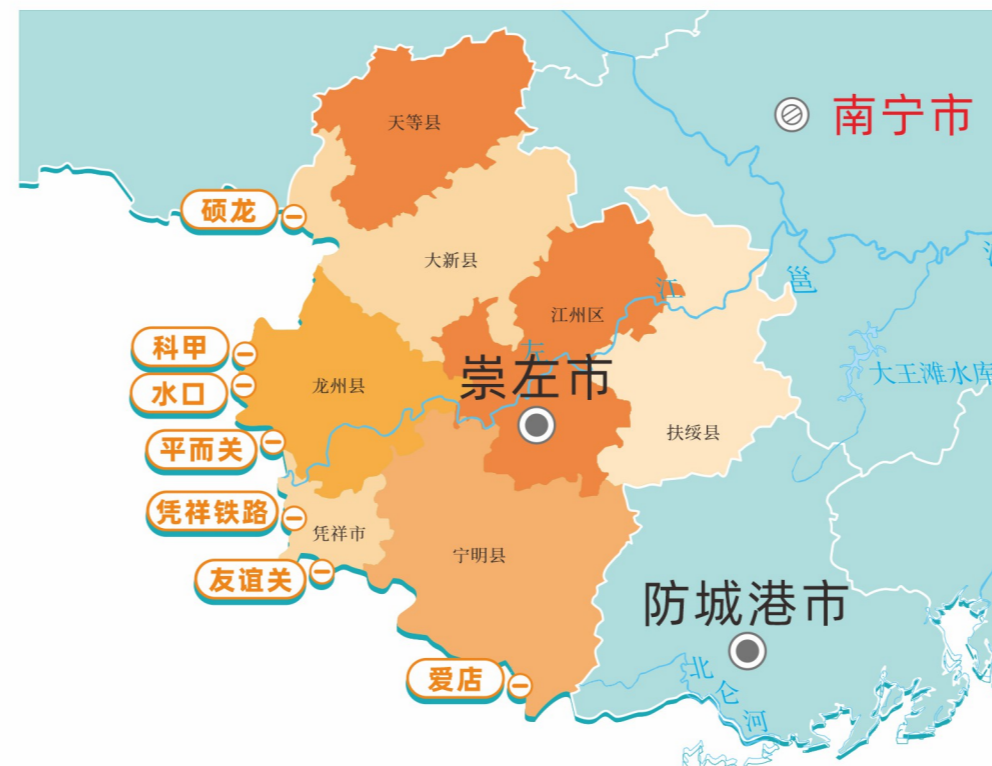 天等县
南宁市
硕龙
大新县
江
邕
江州区
科甲
左
大王滩水库
水口
龙州县
崇左市
扶绥县
平而关
凭祥铁路
凭祥市
宁明县
友谊关
防城港市
爱店
北仑河